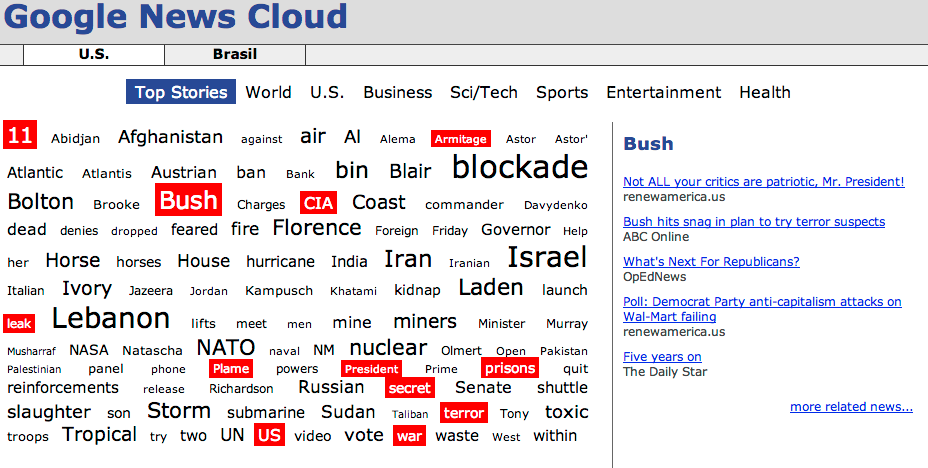 Google News Cloud
U.S. Brasil
Top Stories World U.S. Business Sci/Tech Sports Entertainment Health
11 Abidjan Afghanistan against air Al Alema Armitage Astor Astor'
Atlantic Atlantis Austrian ban Bank bin Blair blockade
Bolton Brooke Bush Charges CIA Coast commander Davydenko
dead denies dropped feared fire Florence Foreign Friday Governor Help
her Horse horses House hurricane India Iran Iranian Israel
Italian Ivory Jazeera Jordan Kampusch Khatami kidnap Laden launch
leak Lebanon lifts meet men mine miners Minister Murray
Musharraf NASA Natascha NATO naval NM nuclear Olmert Open Pakistan
Palestinian panel phone Plame powers President Prime prisons quit
reinforcements release Richardson Russian secret Senate shuttle
slaughter son Storm submarine Sudan Taliban terror Tony toxic
troops Tropical try two UN US video vote war waste West within
Bush
Not ALL your critics are patriotic, Mr. President!
renewamerica.us
Bush hits snag in plan to try terror suspects
ABC Online
What's Next For Republicans?
OpEdNews
Poll: Democrat Party anti-capitalism attacks on
Wal-Mart failing
renewamerica.us
Five years on
The Daily Star
more related news...